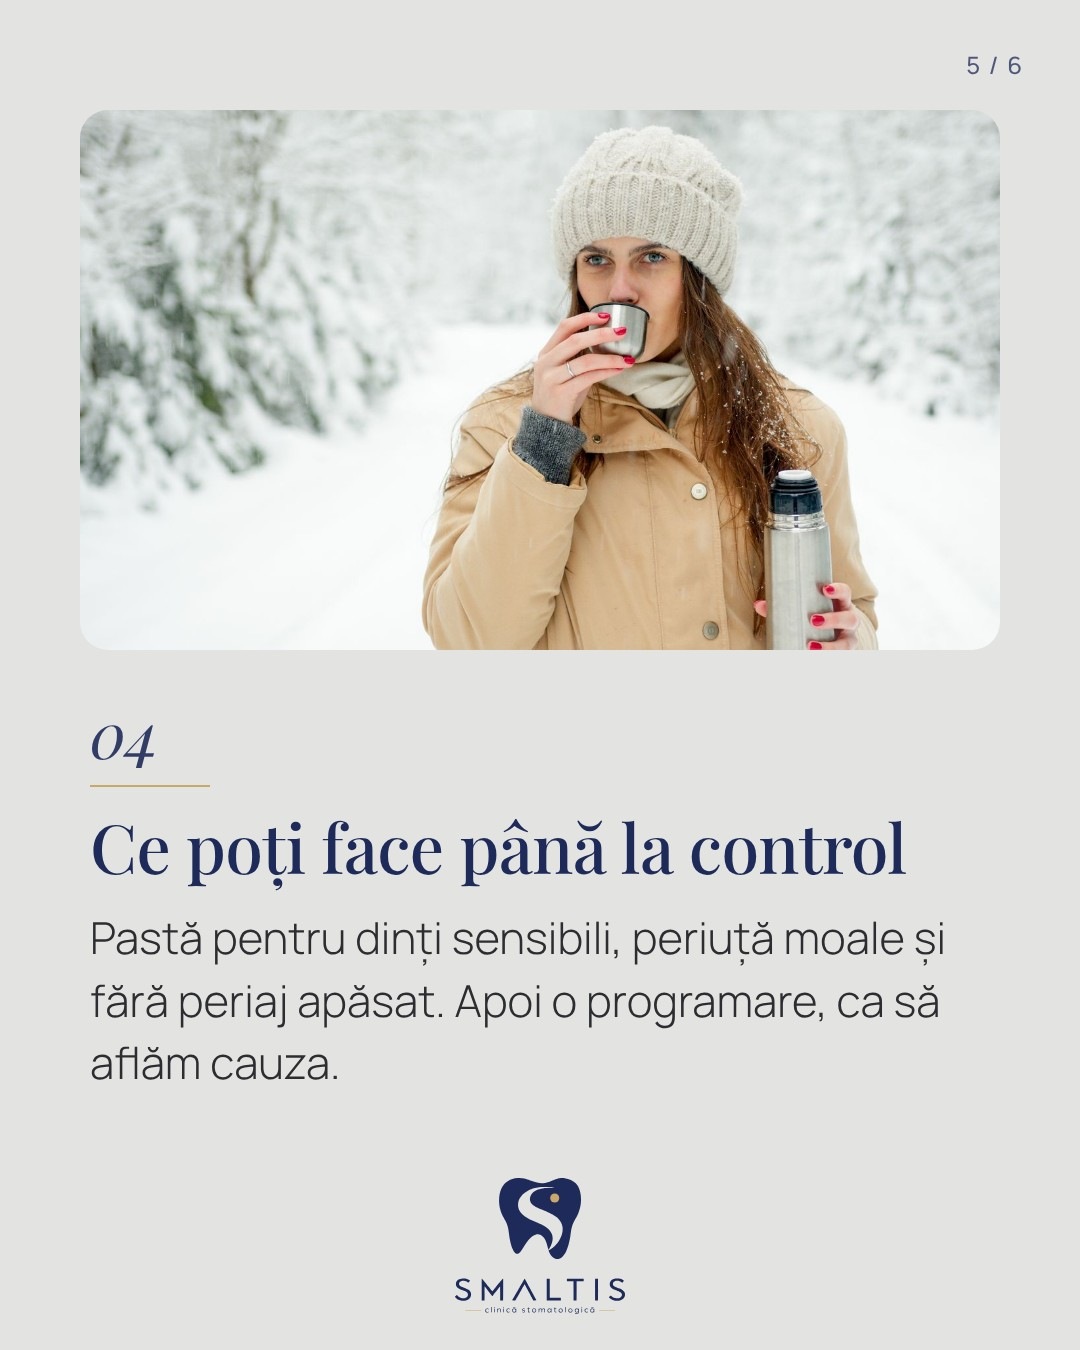 5 / 6
04
Ce poți face până la control
Pastă pentru dinți sensibili, periuță moale și
fără periaj apăsat. Apoi o programare, ca să
aflăm cauza.
SMALTIS
clinică stomatologică